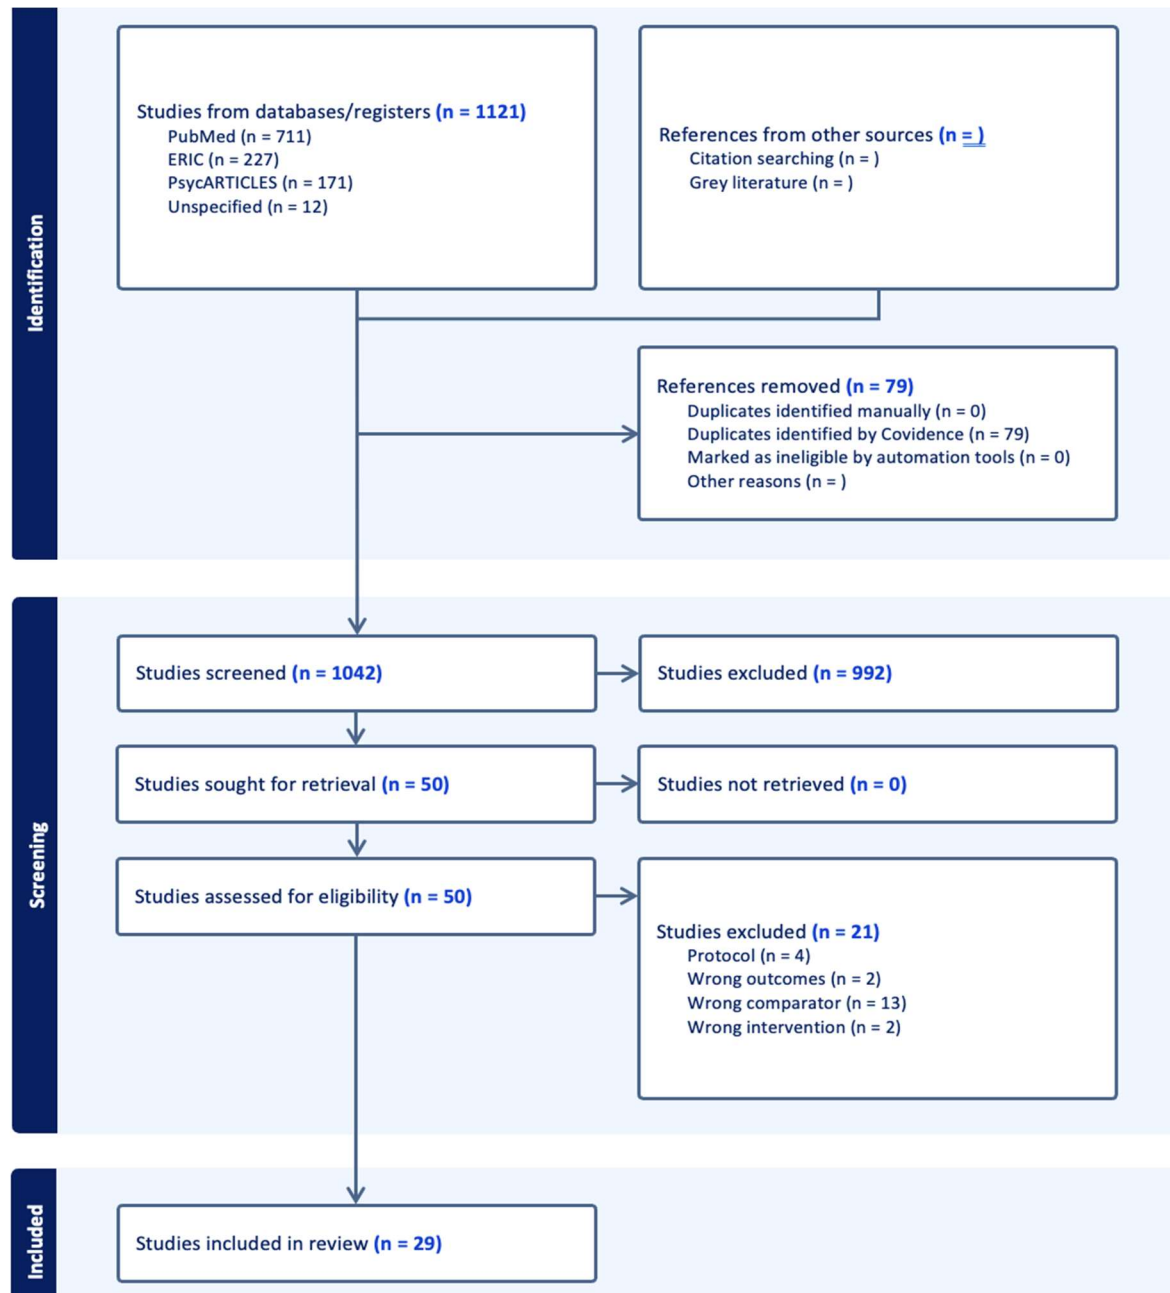 Identification
Studies from databases/registers (n = 1121)
PubMed (n = 711)
ERIC (n = 227)
PsycARTICLES (n = 171)
Unspecified (n = 12)
References from other sources (n = )
Citation searching (n = )
Grey literature (n = )
References removed (n = 79)
Duplicates identified manually (n = 0)
Duplicates identified by Covidence (n = 79)
Marked as ineligible by automation tools (n = 0)
Other reasons (n = )
Screening
Studies screened (n = 1042)
Studies excluded (n = 992)
Studies sought for retrieval (n = 50)
Studies not retrieved (n = 0)
Studies assessed for eligibility (n = 50)
Studies excluded (n = 21)
Protocol (n = 4)
Wrong outcomes (n = 2)
Wrong comparator (n = 13)
Wrong intervention (n = 2)
Included
Studies included in review (n = 29)